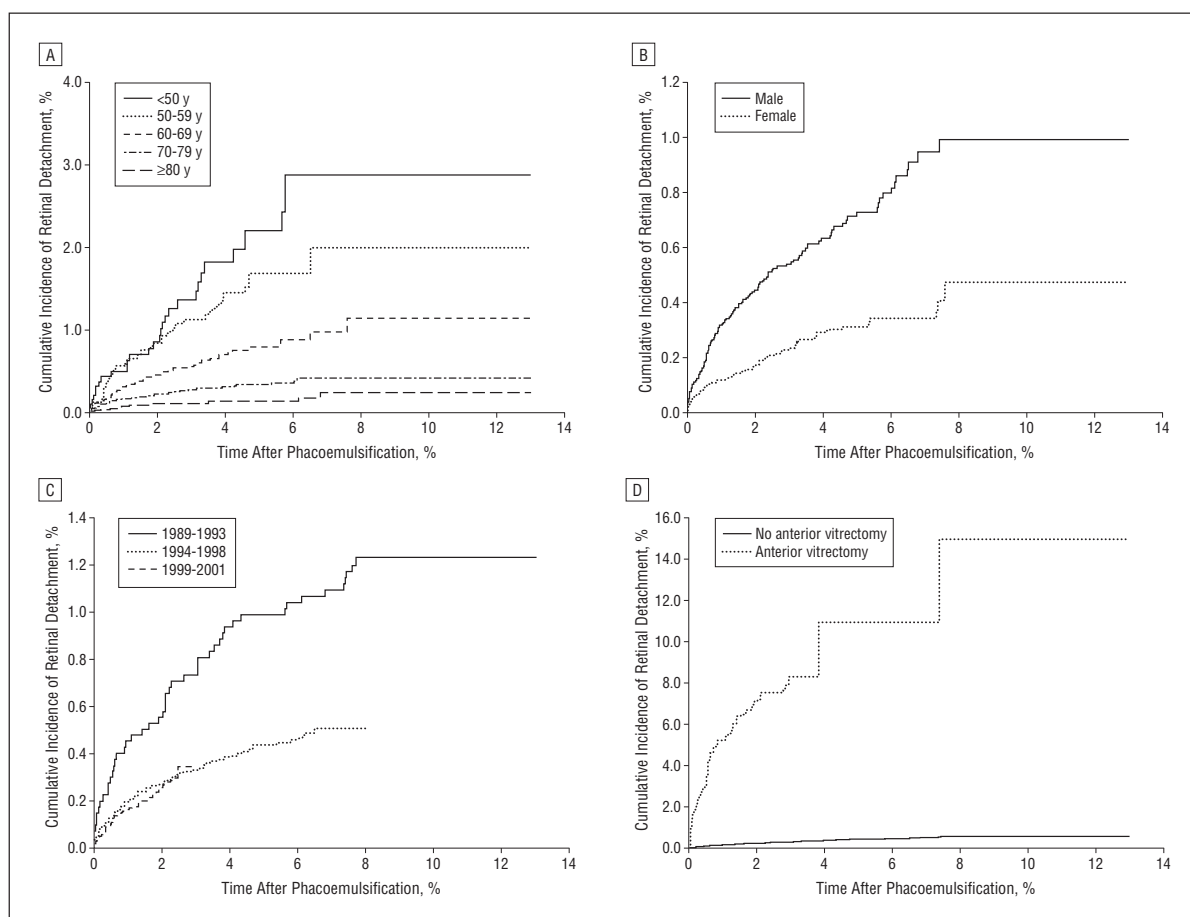 A
4.0
3.0
2.0
1.0
0.0
Cumulative Incidence of Retinal Detachment, %
<50 y
50-59 y
60-69 y
70-79 y
≥80 y
0 2 4 6 8 10 12 14
Time After Phacoemulsification, %
B
1.2
1.0
0.8
0.6
0.4
0.2
0.0
Cumulative Incidence of Retinal Detachment, %
Male
Female
0 2 4 6 8 10 12 14
Time After Phacoemulsification, %
C
1.4
1.2
1.0
0.8
0.6
0.4
0.2
0.0
Cumulative Incidence of Retinal Detachment, %
1989-1993
1994-1998
1999-2001
0 2 4 6 8 10 12 14
Time After Phacoemulsification, %
D
16.0
14.0
12.0
10.0
8.0
6.0
4.0
2.0
0.0
Cumulative Incidence of Retinal Detachment, %
No anterior vitrectomy
Anterior vitrectomy
0 2 4 6 8 10 12 14
Time After Phacoemulsification, %